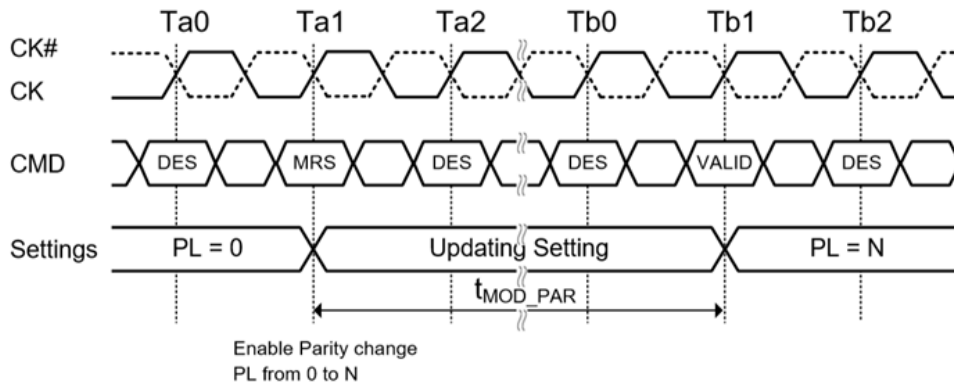 Ta0 Ta1 Ta2 Tb0 Tb1 Tb2
CK#
CK
CMD DES MRS DES DES VALID DES
Settings PL = 0 Updating Setting PL = N
tMOD_PAR
Enable Parity change
PL from 0 to N